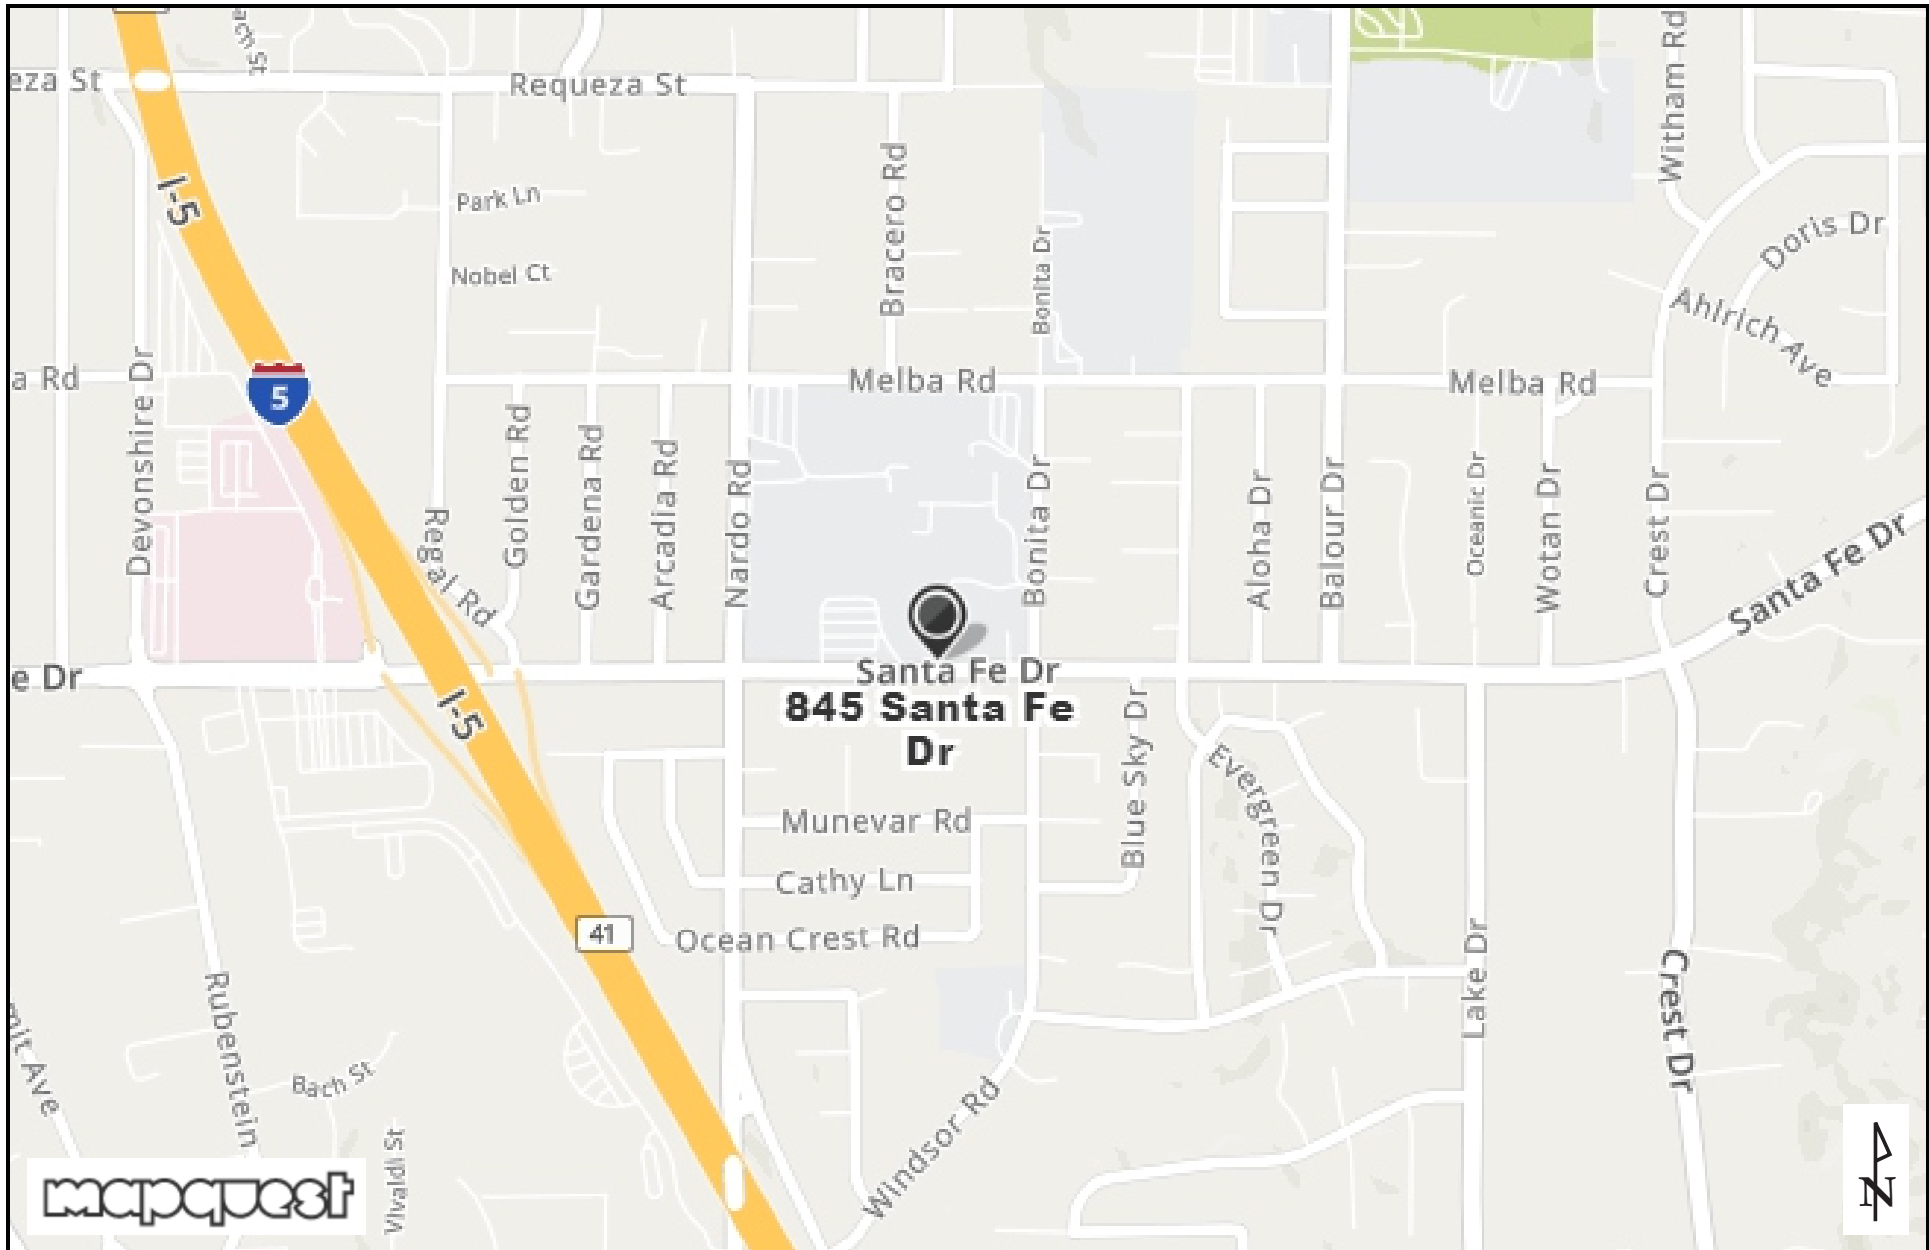 eza St
Requeza St
Witham Rd
I-5
Park Ln
Bracero Rd
Doris Dr
Nobel Ct
Bonita Dr
Ahlrich Ave
a Rd
5
Melba Rd
Melba Rd
Devonshire Dr
Regal Rd
Golden Rd
Gardena Rd
Arcadia Rd
Nardo Rd
Bonita Dr
Aloha Dr
Balour Dr
Oceanic Dr
Wotan Dr
Crest Dr
Santa Fe Dr
e Dr
Santa Fe Dr
845 Santa Fe
Dr
I-5
Blue Sky Dr
Evergreen Dr
Munevar Rd
Cathy Ln
41
Ocean Crest Rd
Lake Dr
Crest Dr
Rubenstein
mit Ave
Bach St
Vivaldi St
Windsor Rd
mapquest
N